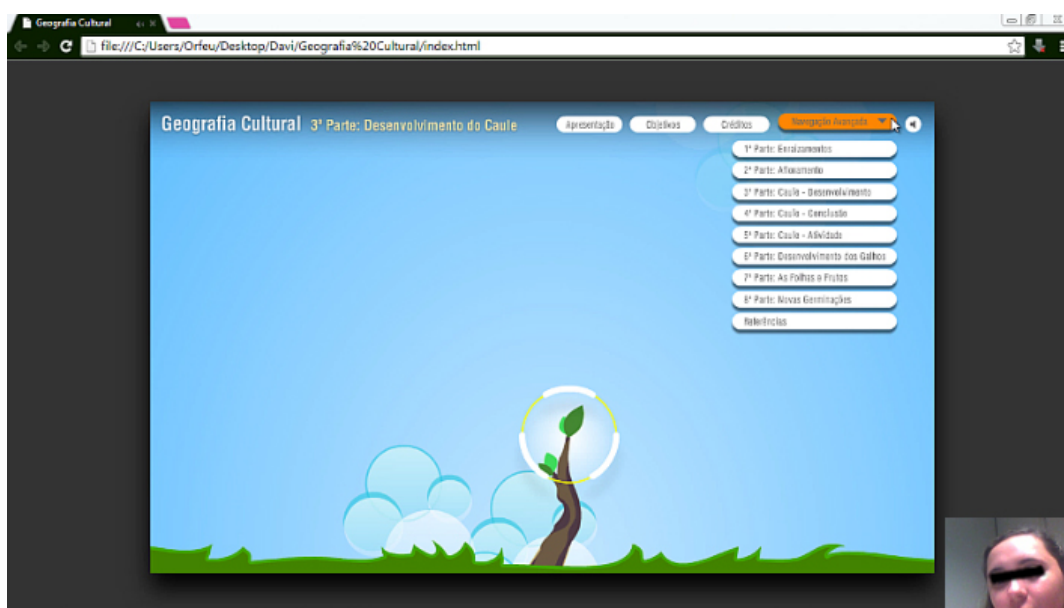 Geografia Cultural
file:///C:/Users/Orfeu/Desktop/Davi/Geografia%20Cultural/index.html
Geografia Cultural 3ª Parte: Desenvolvimento do Caule
Apresentação Objetivos Créditos Navegação Avançada
1ª Parte: Enraizamentos
2ª Parte: Afloramento
3ª Parte: Caule - Desenvolvimento
4ª Parte: Caule - Conclusão
5ª Parte: Caule - Atividade
6ª Parte: Desenvolvimento dos Galhos
7ª Parte: As Folhas e Frutos
8ª Parte: Novas Germinações
Referências